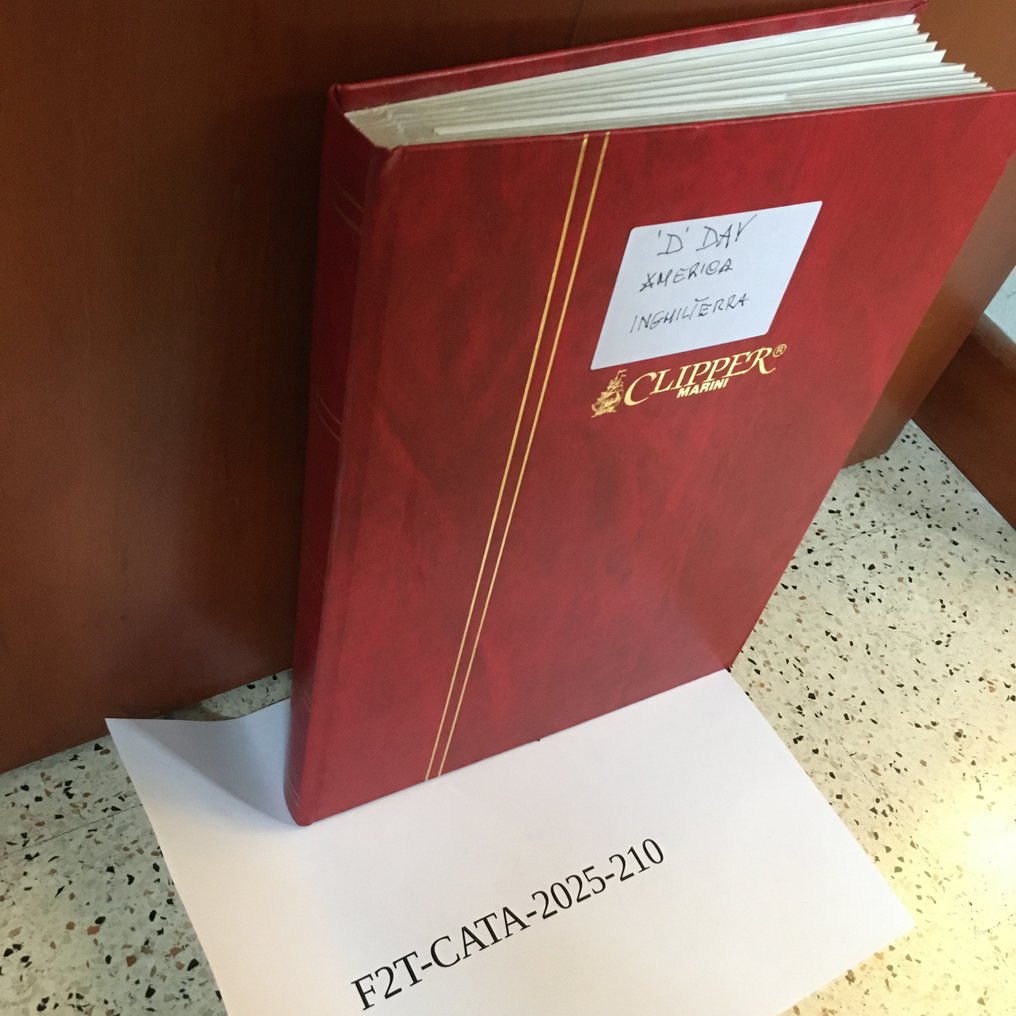 'D' DAY
AMERICA
INGHILTERRA
CLIPPER®
MARINI
F2T-CATA-2025-210